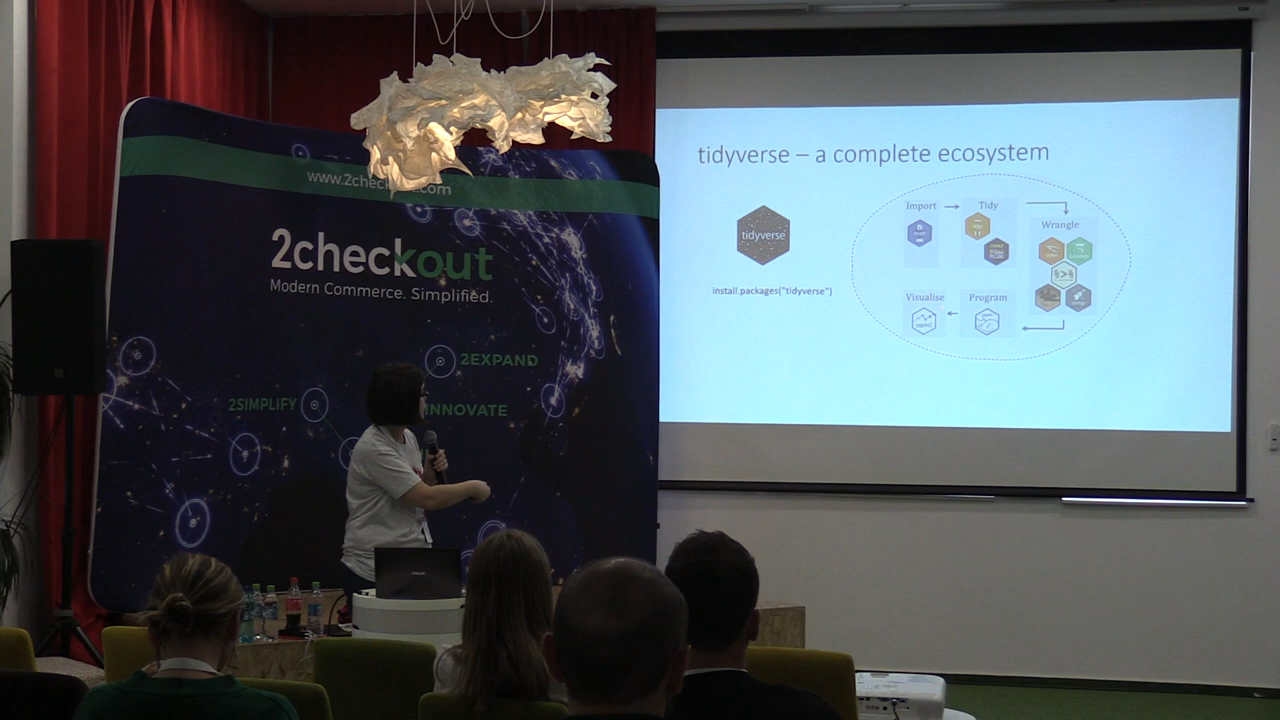 www.2check
.com
2checkout
Modern Commerce. Simplified.
2EXPAND
2SIMPLIFY
INNOVATE
tidyverse – a complete ecosystem
tidyverse
install.packages("tidyverse")
Import
Tidy
Wrangle
Visualise
Program